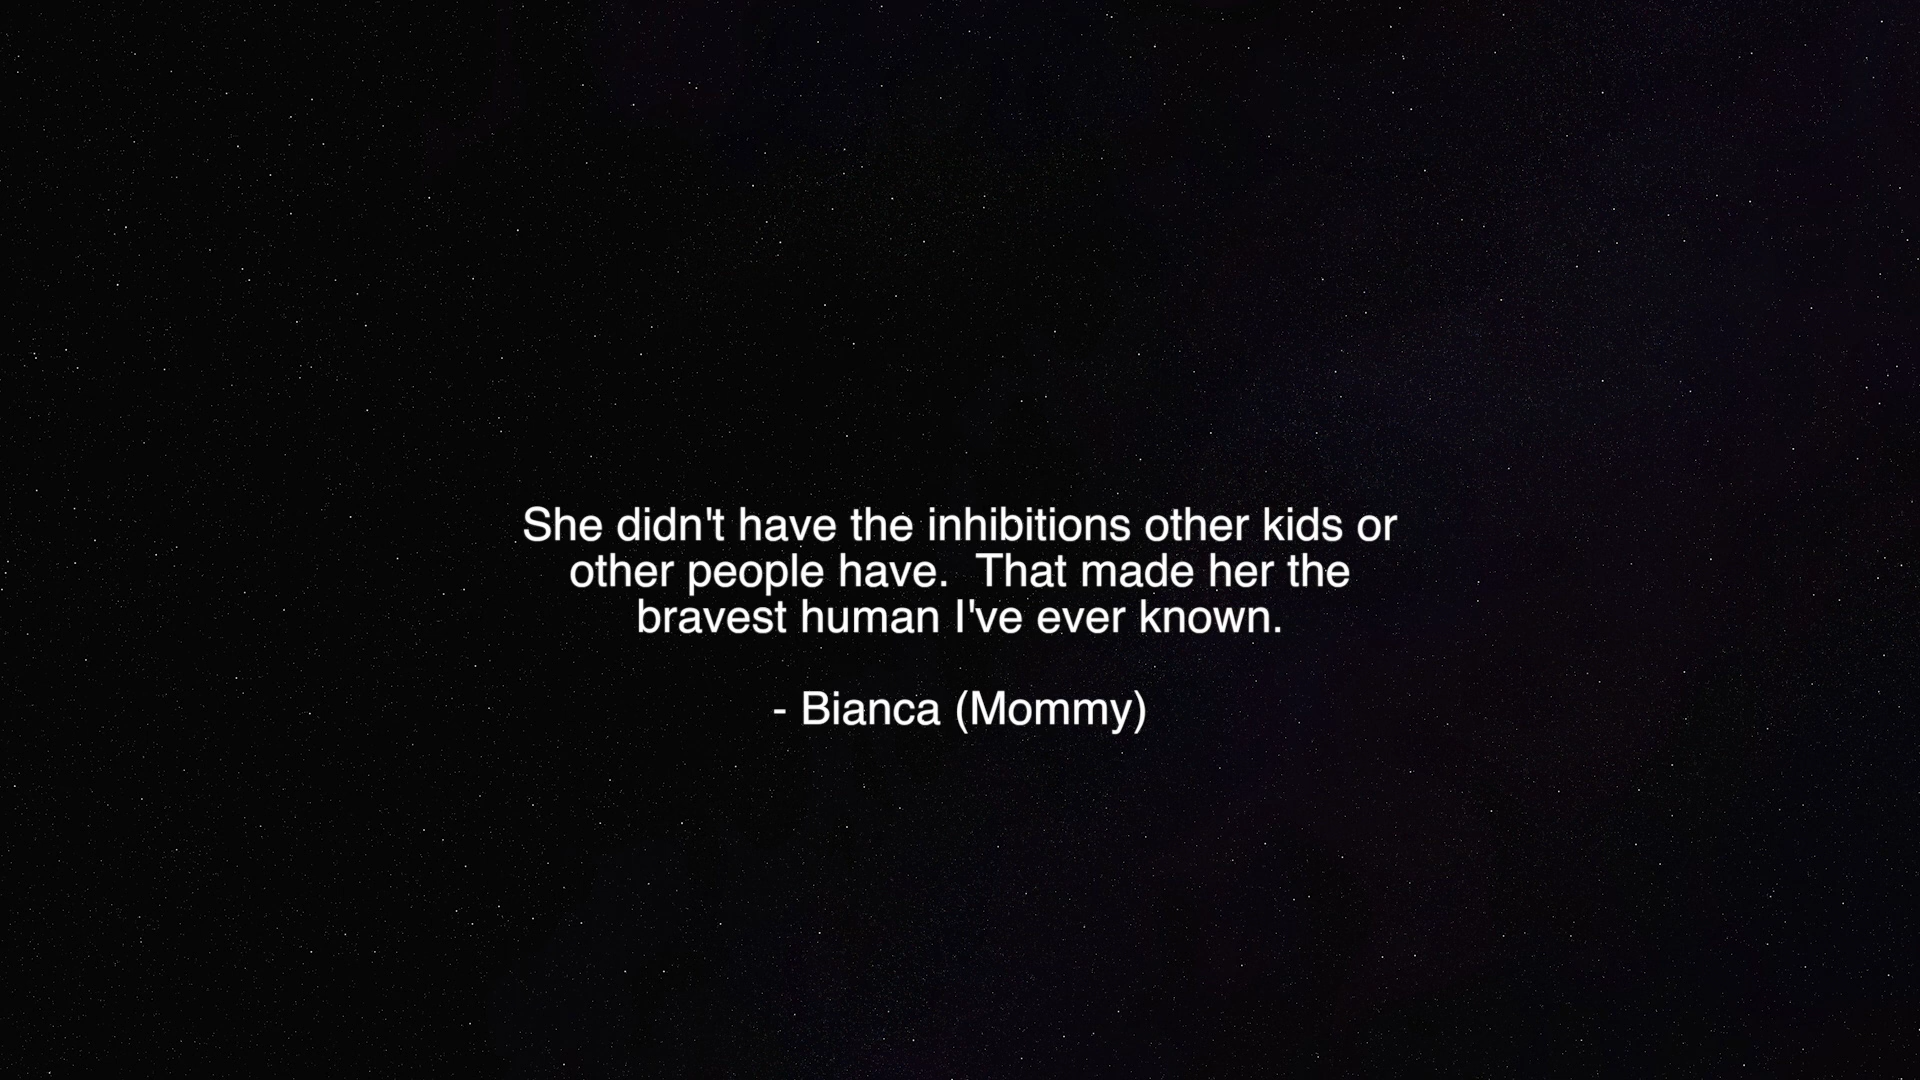 She didn't have the inhibitions other kids or
other people have.  That made her the
bravest human I've ever known.
- Bianca (Mommy)